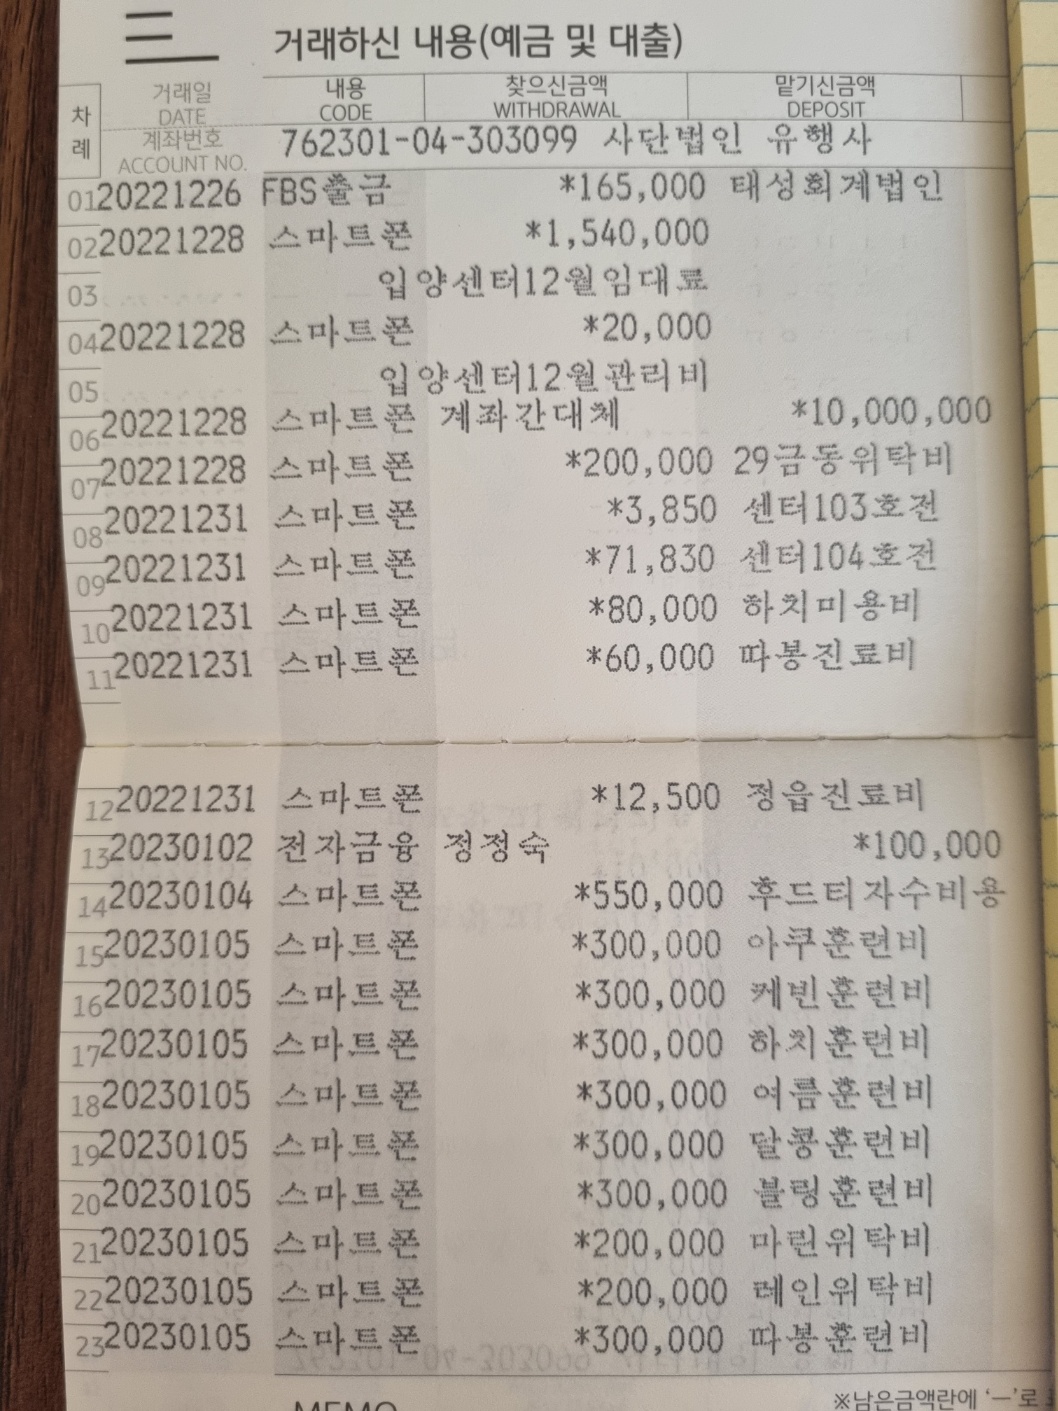 거래하신 내용(예금 및 대출)
차례 거래일 DATE 내용 CODE 찾으신금액 WITHDRAWAL 맡기신금액 DEPOSIT
계좌번호 ACCOUNT NO. 762301-04-303099 사단법인 유행사
01 20221226 FBS출금 *165,000 태성회계법인
02 20221228 스마트폰 *1,540,000
03 입양센터12월임대료
04 20221228 스마트폰 *20,000
05 입양센터12월관리비
06 20221228 스마트폰 계좌간대체 *10,000,000
07 20221228 스마트폰 *200,000 29금동위탁비
08 20221231 스마트폰 *3,850 센터103호전
09 20221231 스마트폰 *71,830 센터104호전
10 20221231 스마트폰 *80,000 하치미용비
11 20221231 스마트폰 *60,000 따봉진료비
12 20221231 스마트폰 *12,500 정읍진료비
13 20230102 전자금융 정정숙 *100,000
14 20230104 스마트폰 *550,000 후드티자수비용
15 20230105 스마트폰 *300,000 아쿠훈련비
16 20230105 스마트폰 *300,000 케빈훈련비
17 20230105 스마트폰 *300,000 하치훈련비
18 20230105 스마트폰 *300,000 여름훈련비
19 20230105 스마트폰 *300,000 달콩훈련비
20 20230105 스마트폰 *300,000 블링훈련비
21 20230105 스마트폰 *200,000 마린위탁비
22 20230105 스마트폰 *200,000 레인위탁비
23 20230105 스마트폰 *300,000 따봉훈련비
※남은금액란에 '－'로